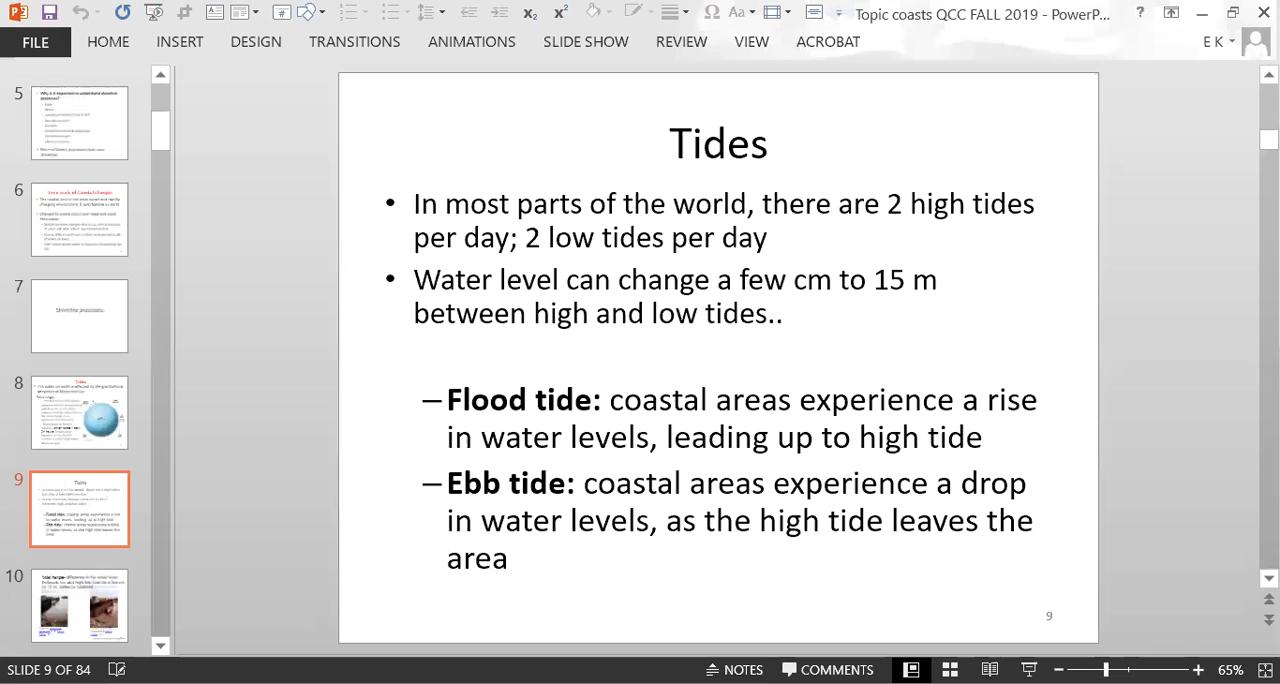 Topic coasts QCC FALL 2019 - PowerP...
FILE HOME INSERT DESIGN TRANSITIONS ANIMATIONS SLIDE SHOW REVIEW VIEW ACROBAT E K
5
6
7
8
Tides
9
Tides
10
Tides
• In most parts of the world, there are 2 high tides
per day; 2 low tides per day
• Water level can change a few cm to 15 m
between high and low tides..
–Flood tide: coastal areas experience a rise
in water levels, leading up to high tide
–Ebb tide: coastal areas experience a drop
in water levels, as the high tide leaves the
area
9
SLIDE 9 OF 84 NOTES COMMENTS 65%